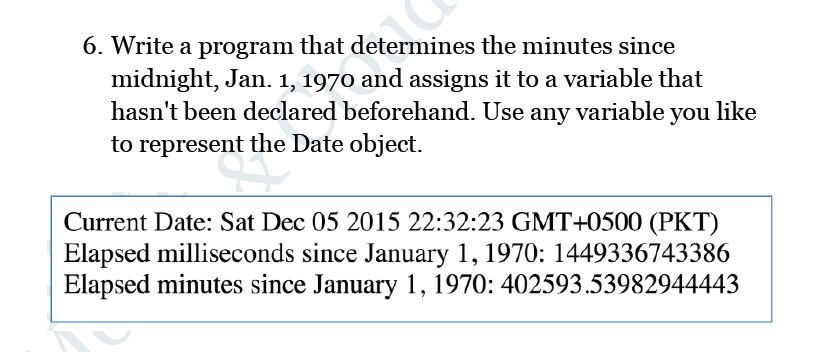 6. Write a program that determines the minutes since
midnight, Jan. 1, 1970 and assigns it to a variable that
hasn't been declared beforehand. Use any variable you like
to represent the Date object.
Current Date: Sat Dec 05 2015 22:32:23 GMT+0500 (PKT)
Elapsed milliseconds since January 1, 1970: 1449336743386
Elapsed minutes since January 1, 1970: 402593.53982944443